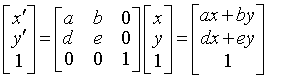 [x′] [a b 0] [x] [ax+by]
[y′] = [d e 0] [y] = [dx+ey]
[1] [0 0 1] [1] [1]